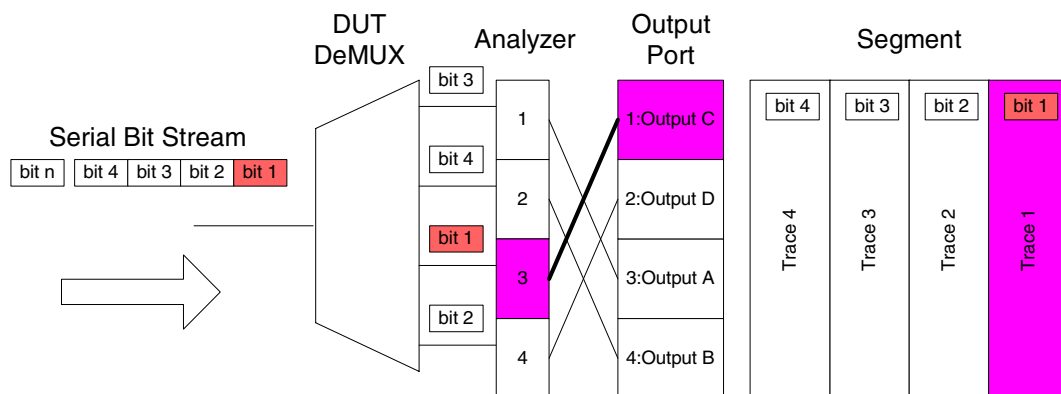 DUT
DeMUX
Analyzer
Output
Port
Segment
Serial Bit Stream
bit n
bit 4
bit 3
bit 2
bit 1
bit 3
bit 4
bit 1
bit 2
1
2
3
4
1:Output C
2:Output D
3:Output A
4:Output B
bit 4
bit 3
bit 2
bit 1
Trace 4
Trace 3
Trace 2
Trace 1